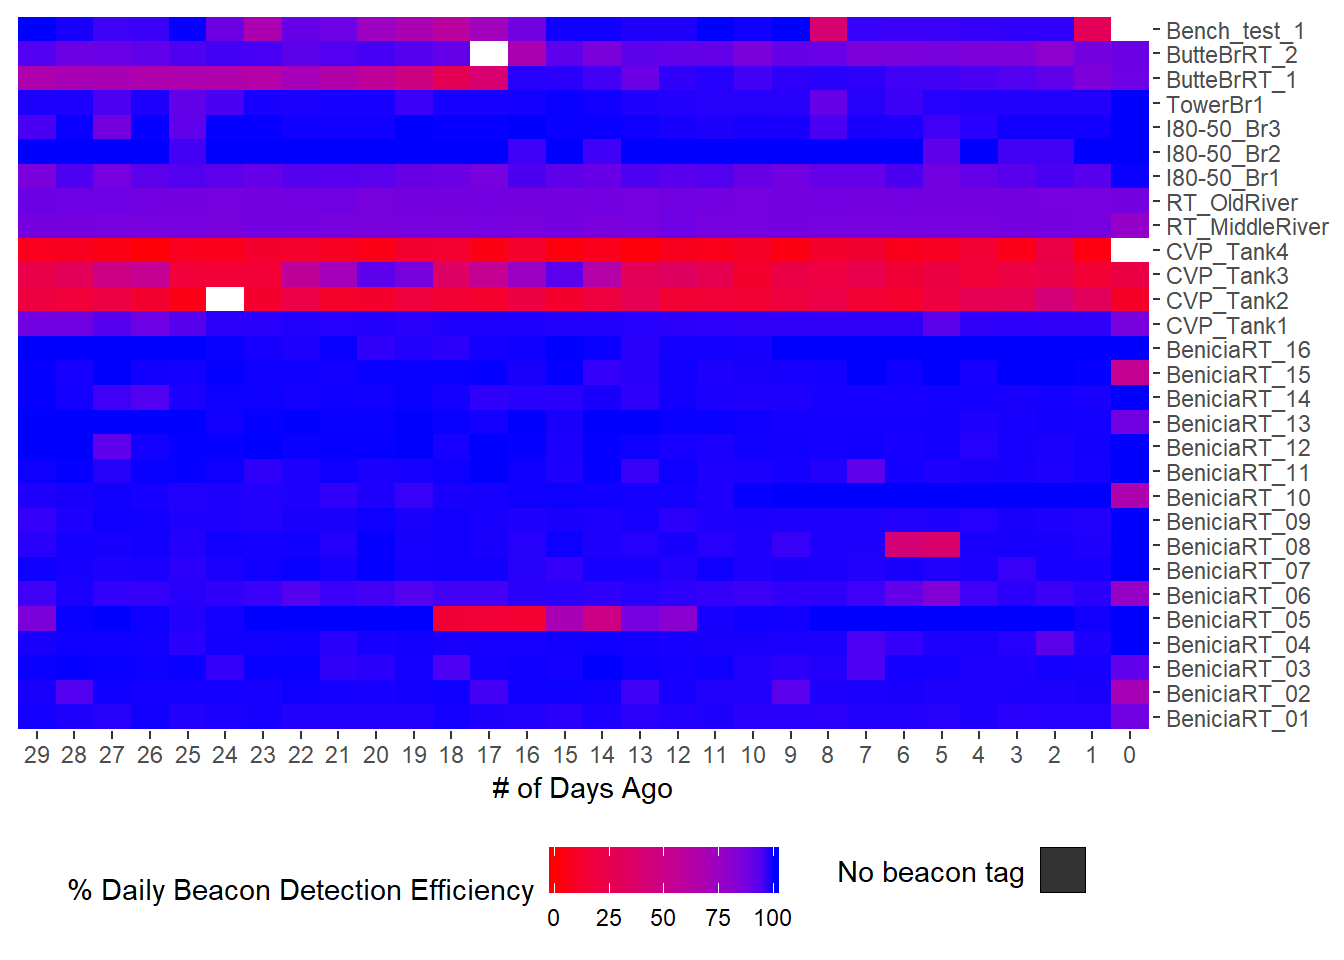 Bench_test_1
ButteBrRT_2
ButteBrRT_1
TowerBr1
I80-50_Br3
I80-50_Br2
I80-50_Br1
RT_OldRiver
RT_MiddleRiver
CVP_Tank4
CVP_Tank3
CVP_Tank2
CVP_Tank1
BeniciaRT_16
BeniciaRT_15
BeniciaRT_14
BeniciaRT_13
BeniciaRT_12
BeniciaRT_11
BeniciaRT_10
BeniciaRT_09
BeniciaRT_08
BeniciaRT_07
BeniciaRT_06
BeniciaRT_05
BeniciaRT_04
BeniciaRT_03
BeniciaRT_02
BeniciaRT_01
29 28 27 26 25 24 23 22 21 20 19 18 17 16 15 14 13 12 11 10 9 8 7 6 5 4 3 2 1 0
# of Days Ago
% Daily Beacon Detection Efficiency
0 25 50 75 100
No beacon tag